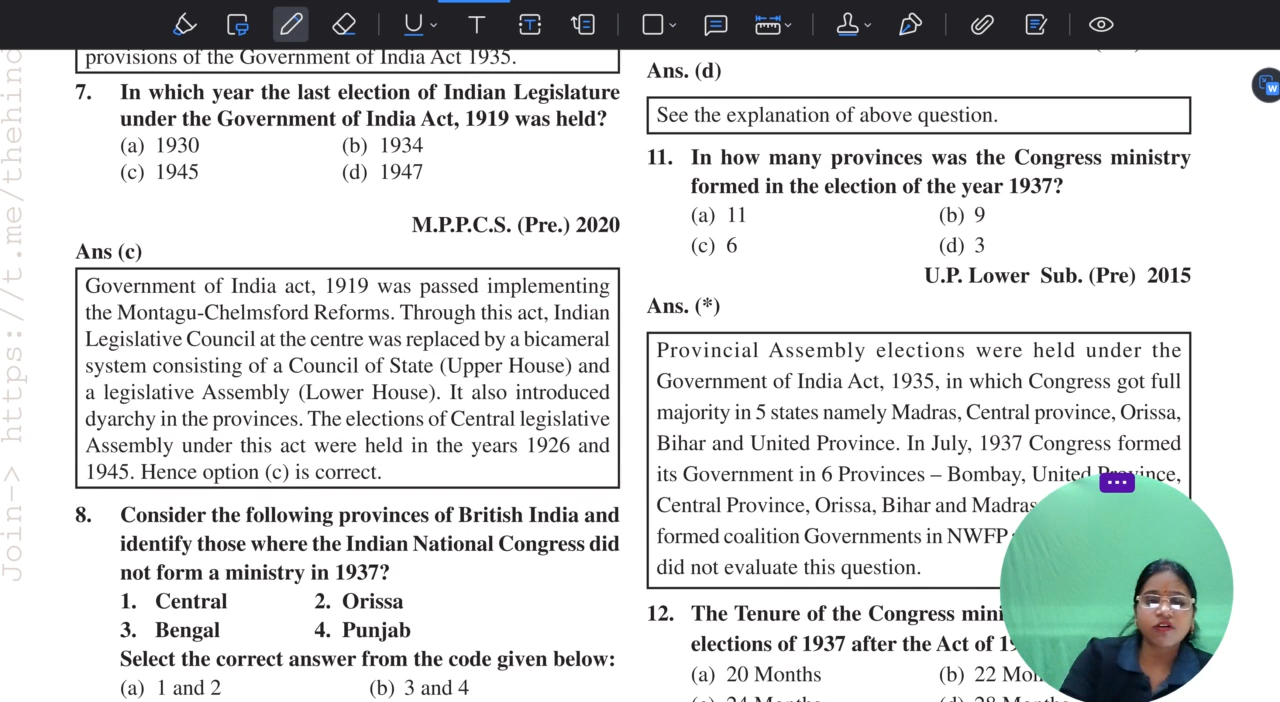 Join-> https://t.me/thehind
provisions of the Government of India Act 1935.
7. In which year the last election of Indian Legislature
under the Government of India Act, 1919 was held?
(a) 1930 (b) 1934
(c) 1945 (d) 1947
M.P.P.C.S. (Pre.) 2020
Ans (c)
Government of India act, 1919 was passed implementing
the Montagu-Chelmsford Reforms. Through this act, Indian
Legislative Council at the centre was replaced by a bicameral
system consisting of a Council of State (Upper House) and
a legislative Assembly (Lower House). It also introduced
dyarchy in the provinces. The elections of Central legislative
Assembly under this act were held in the years 1926 and
1945. Hence option (c) is correct.
8. Consider the following provinces of British India and
identify those where the Indian National Congress did
not form a ministry in 1937?
1. Central 2. Orissa
3. Bengal 4. Punjab
Select the correct answer from the code given below:
(a) 1 and 2 (b) 3 and 4
Ans. (d)
See the explanation of above question.
11. In how many provinces was the Congress ministry
formed in the election of the year 1937?
(a) 11 (b) 9
(c) 6 (d) 3
U.P. Lower Sub. (Pre) 2015
Ans. (*)
Provincial Assembly elections were held under the
Government of India Act, 1935, in which Congress got full
majority in 5 states namely Madras, Central province, Orissa,
Bihar and United Province. In July, 1937 Congress formed
its Government in 6 Provinces – Bombay, United Province,
Central Province, Orissa, Bihar and Madras
formed coalition Governments in NWFP
did not evaluate this question.
12. The Tenure of the Congress mini
elections of 1937 after the Act of
(a) 20 Months (b) 22 Mon